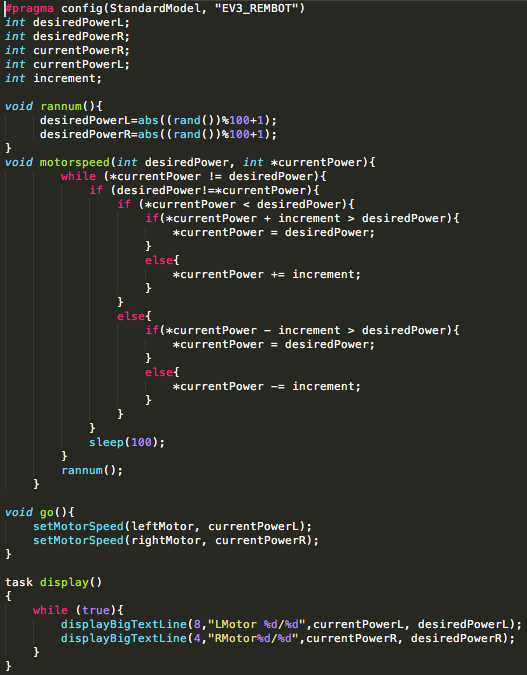 #pragma config(StandardModel, "EV3_REMBOT")
int desiredPowerL;
int desiredPowerR;
int currentPowerR;
int currentPowerL;
int increment;

void rannum(){
     desiredPowerL=abs((rand())%100+1);
     desiredPowerR=abs((rand())%100+1);
}
void motorspeed(int desiredPower, int *currentPower){
        while (*currentPower != desiredPower){
            if (desiredPower!=*currentPower){
                if (*currentPower < desiredPower){
                    if(*currentPower + increment > desiredPower){
                        *currentPower = desiredPower;
                    }
                    else{
                        *currentPower += increment;
                    }
                }
                else{
                    if(*currentPower - increment > desiredPower){
                        *currentPower = desiredPower;
                    }
                    else{
                        *currentPower -= increment;
                    }
                }
            }
            sleep(100);
        }
        rannum();
    }

void go(){
    setMotorSpeed(leftMotor, currentPowerL);
    setMotorSpeed(rightMotor, currentPowerR);
}

task display()
{
    while (true){
        displayBigTextLine(8,"LMotor %d/%d",currentPowerL, desiredPowerL);
        displayBigTextLine(4,"RMotor%d/%d",currentPowerR, desiredPowerR);
    }
}